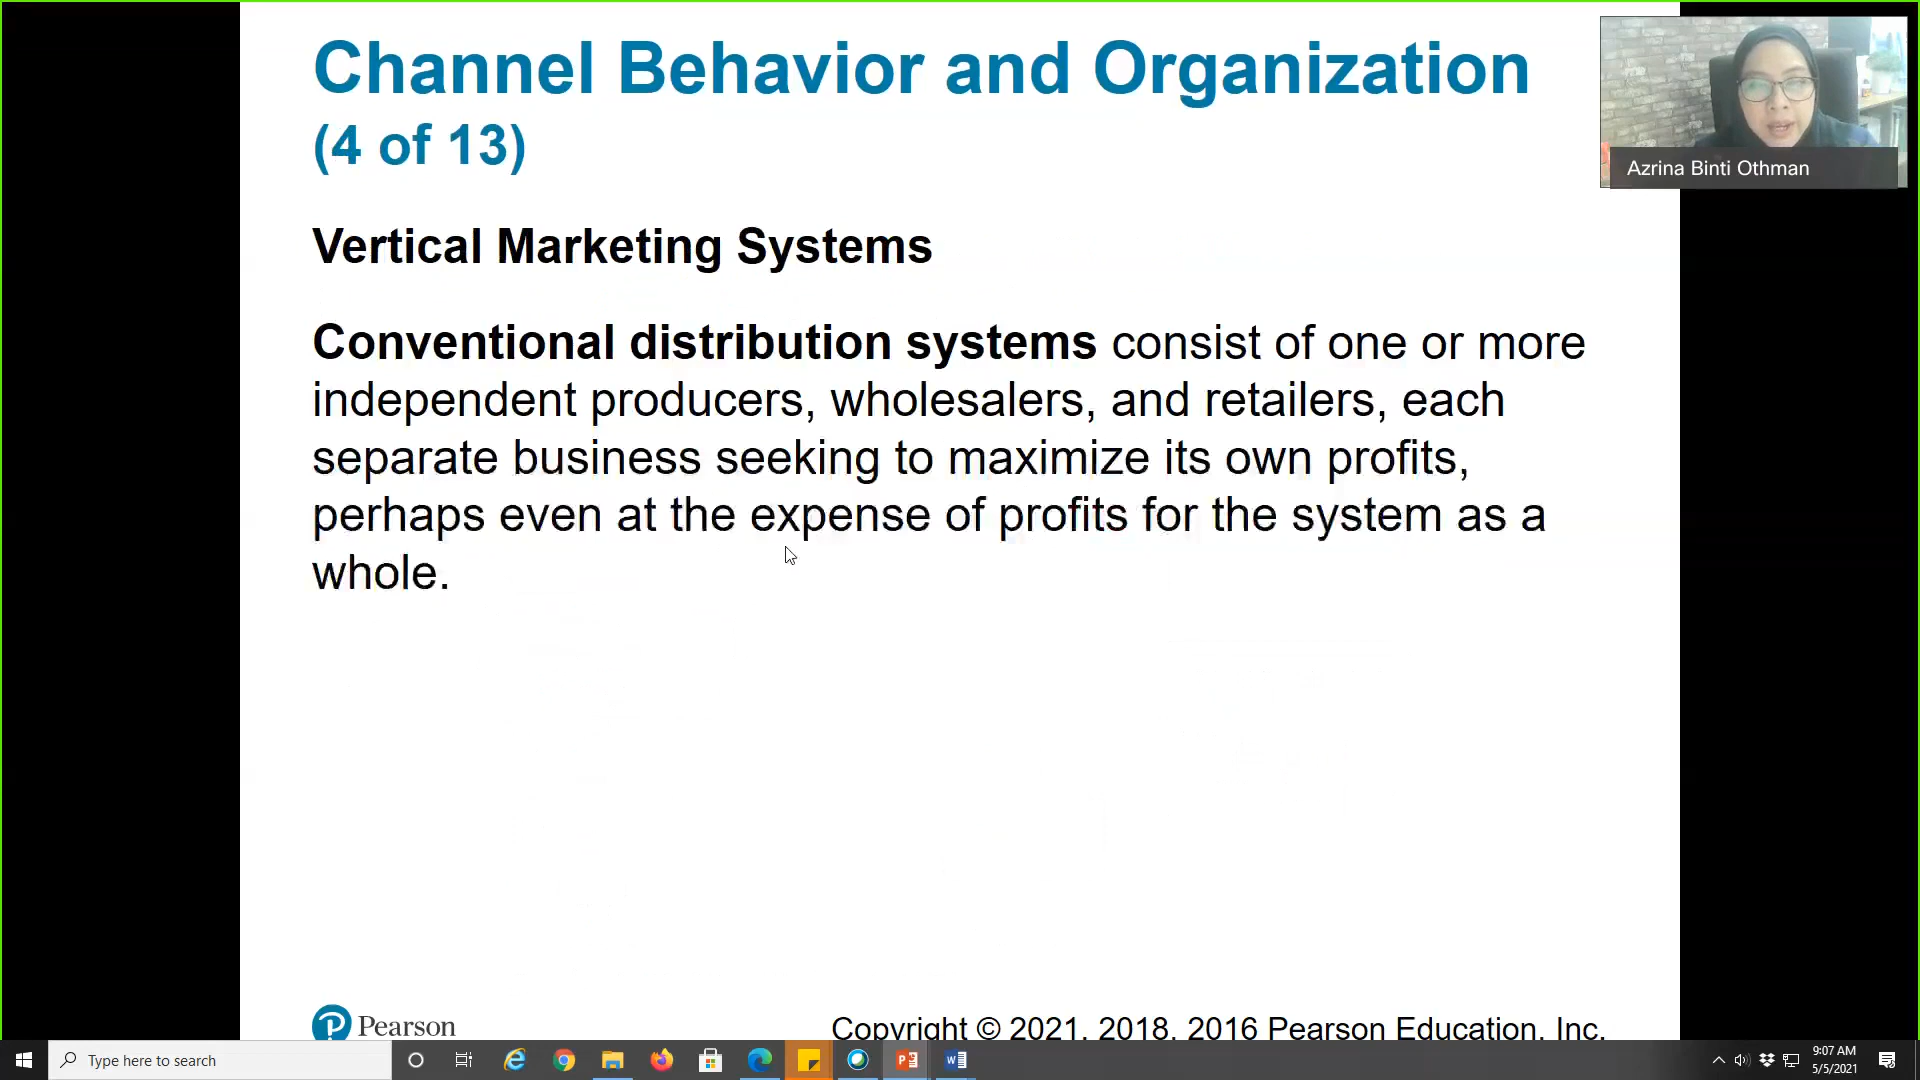 Channel Behavior and Organization
(4 of 13)
Azrina Binti Othman
Vertical Marketing Systems
Conventional distribution systems consist of one or more
independent producers, wholesalers, and retailers, each
separate business seeking to maximize its own profits,
perhaps even at the expense of profits for the system as a
whole.
Pearson
Copyright © 2021, 2018, 2016 Pearson Education, Inc.
Type here to search
9:07 AM
5/5/2021